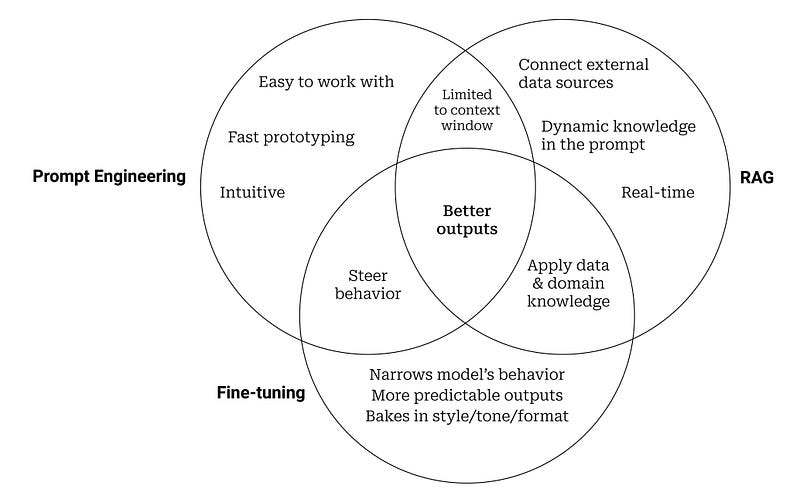 Prompt Engineering
Easy to work with
Fast prototyping
Intuitive
Limited
to context
window
Connect external
data sources
Dynamic knowledge
in the prompt
Real-time
RAG
Better
outputs
Steer
behavior
Apply data
& domain
knowledge
Fine-tuning
Narrows model’s behavior
More predictable outputs
Bakes in style/tone/format